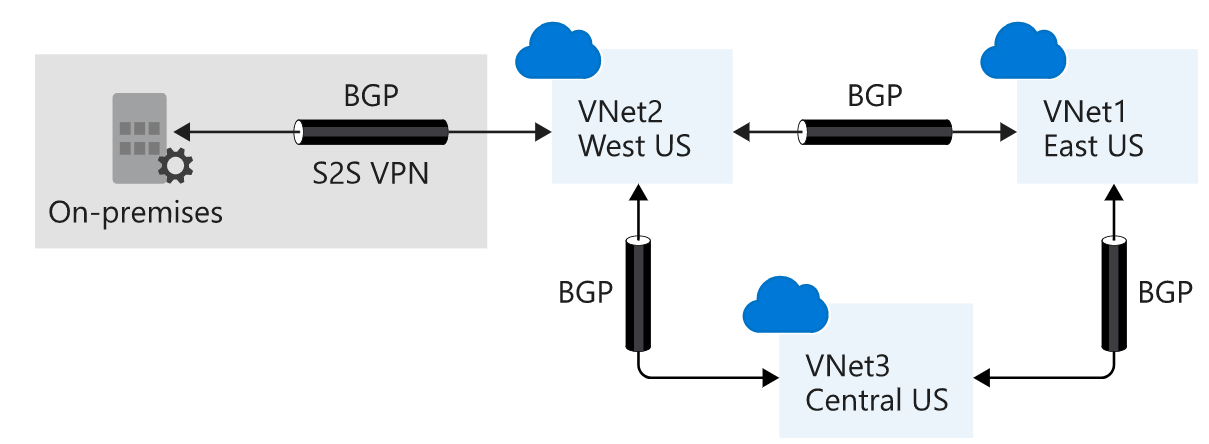 BGP
S2S VPN
On-premises
VNet2
West US
BGP
VNet1
East US
BGP
VNet3
Central US
BGP